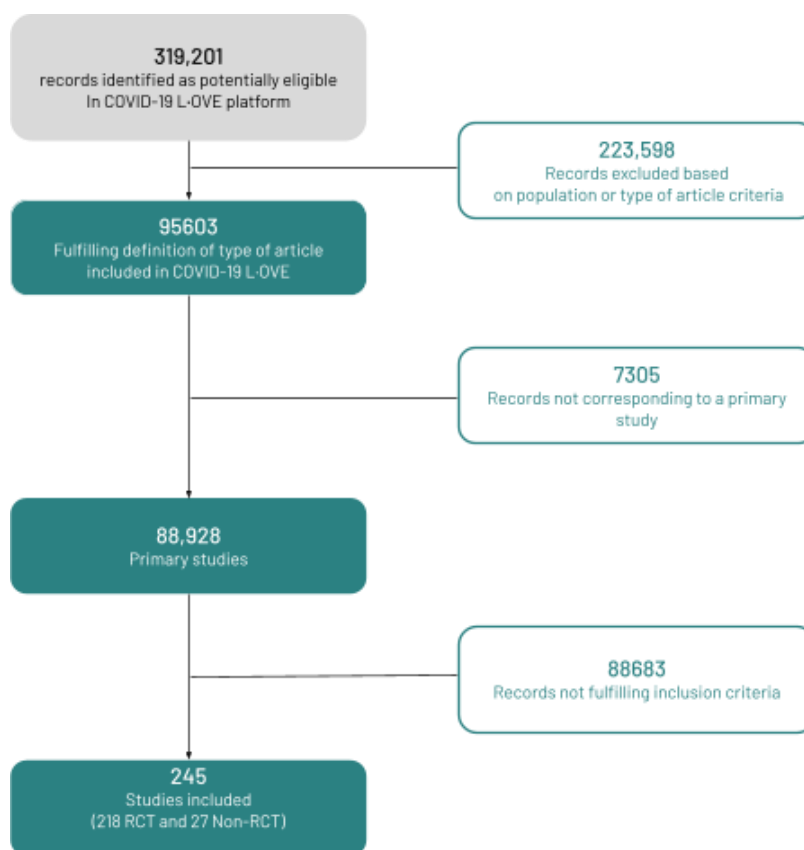 319,201
records identified as potentially eligible
In COVID-19 L·OVE platform
223,598
Records excluded based
on population or type of article criteria
95603
Fulfilling definition of type of article
included in COVID-19 L·OVE
7305
Records not corresponding to a primary
study
88,928
Primary studies
88683
Records not fulfilling inclusion criteria
245
Studies included
(218 RCT and 27 Non-RCT)